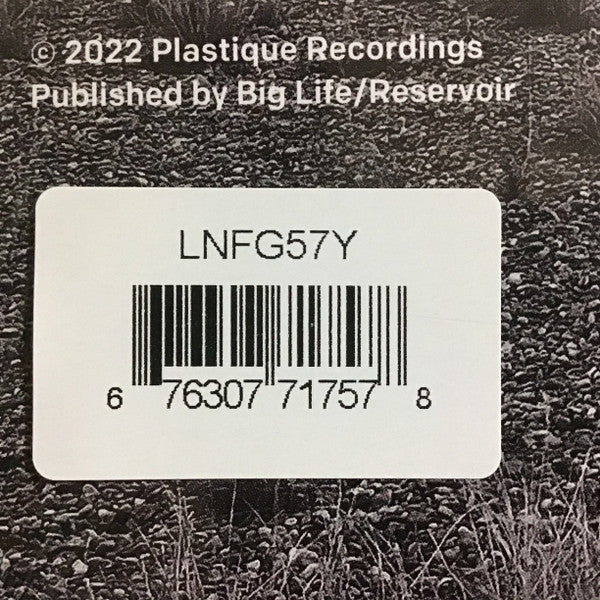 © 2022 Plastique Recordings
Published by Big Life/Reservoir
LNFG57Y
6 76307 71757 8